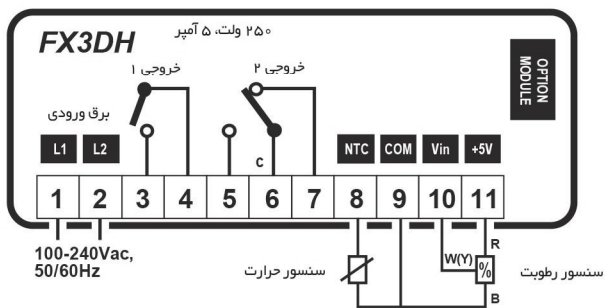 FX3DH
۲۵۰ ولت، ۵ آمپر
خروجی ۱
خروجی ۲
OPTION
MODULE
برق ورودی
L1
L2
C
NTC
COM
Vin
+5V
1
2
3
4
5
6
7
8
9
10
11
100-240Vac,
50/60Hz
سنسور حرارت
W(Y)
R
%
B
سنسور رطوبت